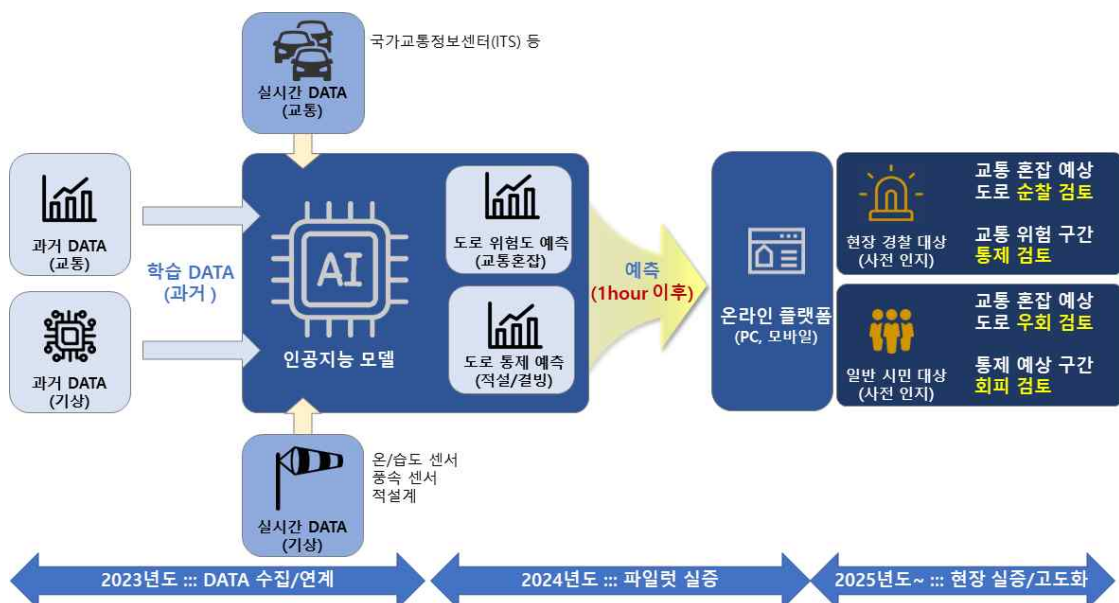 국가교통정보센터(ITS) 등
실시간 DATA
(교통)
과거 DATA
(교통)
학습 DATA
(과거 )
과거 DATA
(기상)
AI
인공지능 모델
도로 위험도 예측
(교통혼잡)
도로 통제 예측
(적설/결빙)
온/습도 센서
풍속 센서
적설계
실시간 DATA
(기상)
예측
(1hour 이후)
온라인 플랫폼
(PC, 모바일)
현장 경찰 대상
(사전 인지)
교통 혼잡 예상
도로 순찰 검토
교통 위험 구간
통제 검토
일반 시민 대상
(사전 인지)
교통 혼잡 예상
도로 우회 검토
통제 예상 구간
회피 검토
2023년도 ::: DATA 수집/연계
2024년도 ::: 파일럿 실증
2025년도~ ::: 현장 실증/고도화